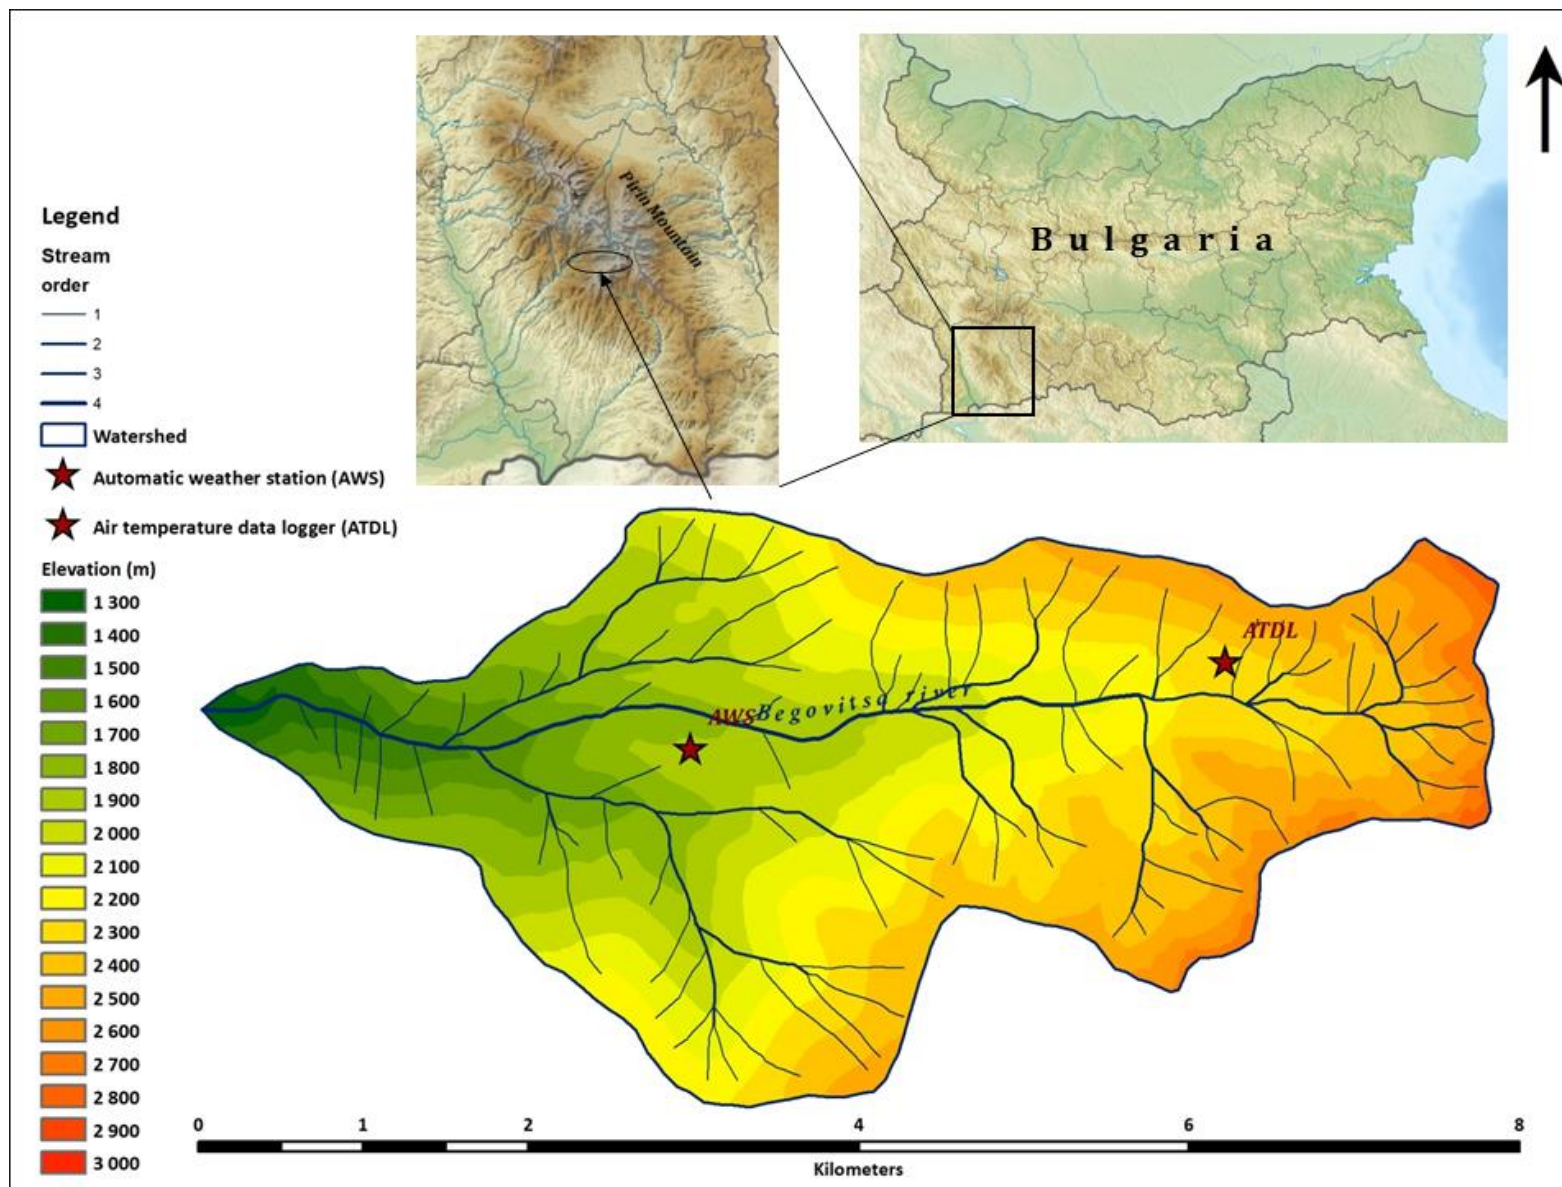 Pirin Mountain
Bulgaria
Legend
Stream
order
1
2
3
4
Watershed
Automatic weather station (AWS)
Air temperature data logger (ATDL)
Elevation (m)
1 300
1 400
1 500
1 600
1 700
1 800
1 900
2 000
2 100
2 200
2 300
2 400
2 500
2 600
2 700
2 800
2 900
3 000
ATDL
AWS
Begovitsa river
0 1 2 4 6 8
Kilometers